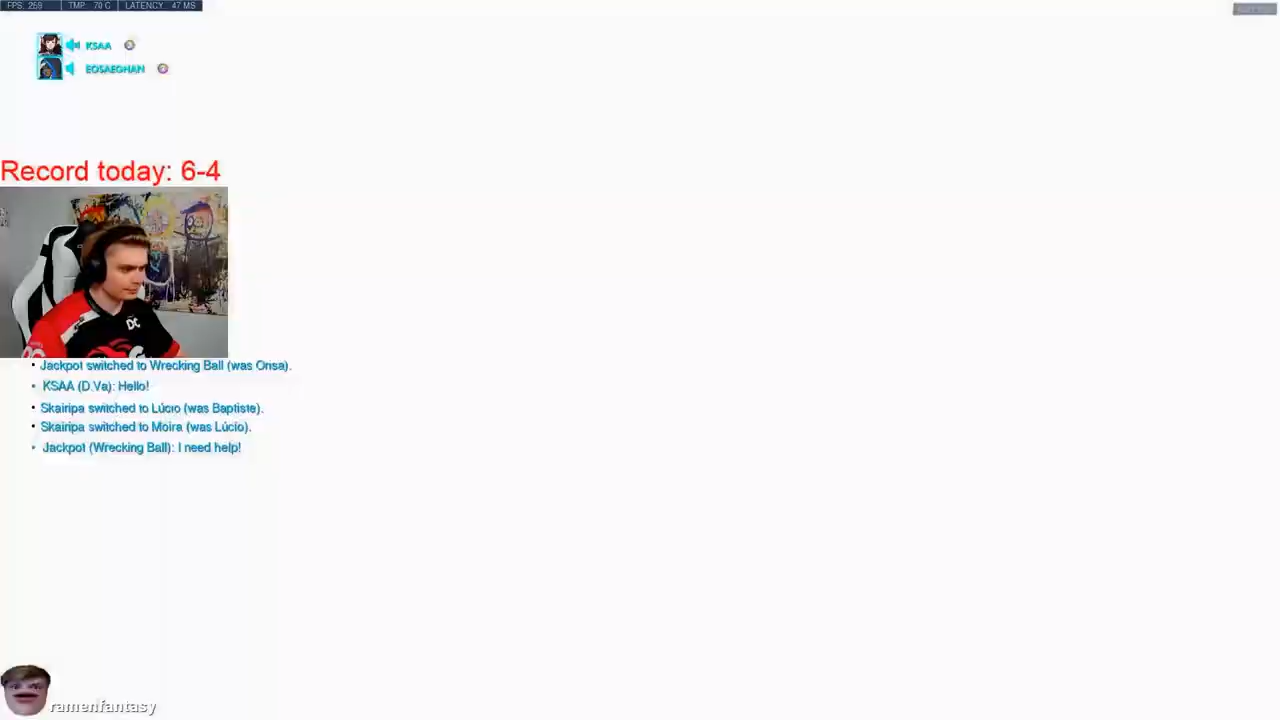 FPS: 259 TMP: 70 C LATENCY: 47 MS
KSAA
EOSAEGHAN
Record today: 6-4
DC
• Jackpot switched to Wrecking Ball (was Orisa).
• KSAA (D.Va): Hello!
• Skairipa switched to Lúcio (was Baptiste).
• Skairipa switched to Moira (was Lúcio).
• Jackpot (Wrecking Ball): I need help!
ramenfantasy